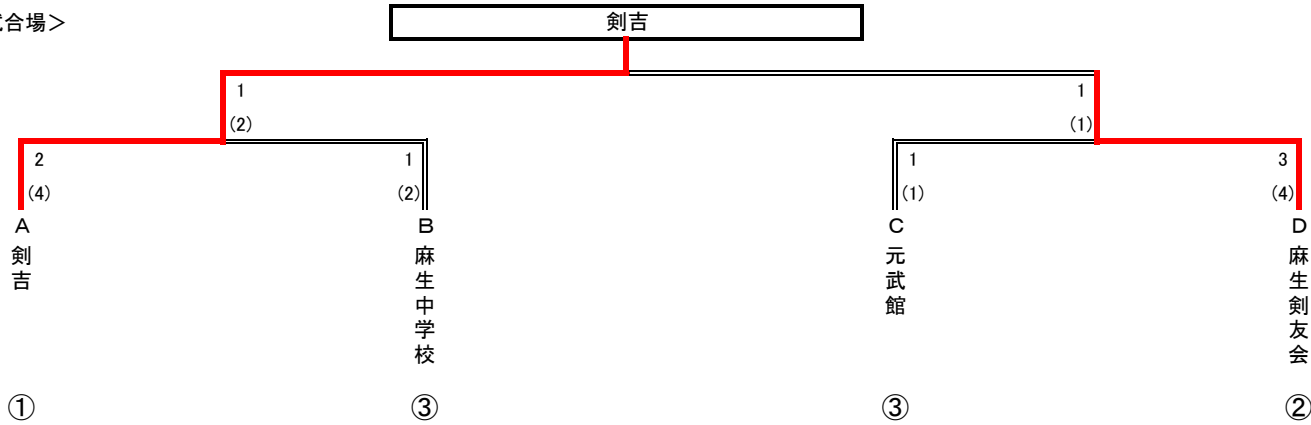 合場＞
剣吉
1 1
(2) (1)
2 1 1 3
(4) (2) (1) (4)
A B C D
剣吉 麻生中学校 元武館 麻生剣友会
① ③ ③ ②